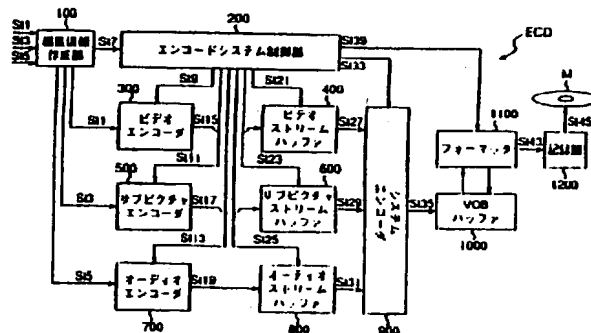 200
100
St1
St3
St5
編集情報
作成部
St7
エンコードシステム制御部
St39
St33
ECD
St9
St21
300
ビデオ
エンコーダ
St1
St15
400
ビデオ
ストリーム
バッファ
St27
1100
フォーマッタ
St43
M
St45
記録部
1200
St11
St23
500
サブピクチャ
エンコーダ
St3
St17
600
サブピクチャ
ストリーム
バッファ
St29
システム
エンコーダ
St35
VOB
バッファ
1000
St13
St25
St5
オーディオ
エンコーダ
St19
700
オーディオ
ストリーム
バッファ
St31
800
900